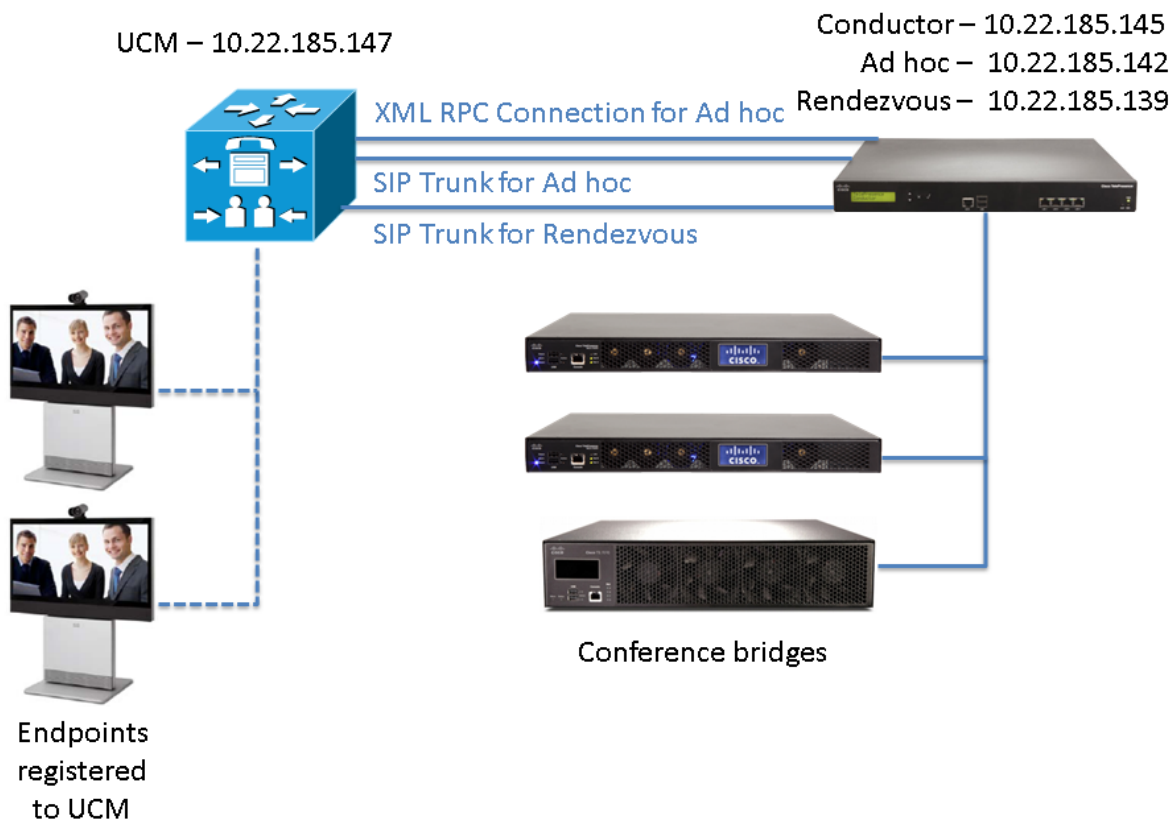 UCM – 10.22.185.147
Conductor – 10.22.185.145
Ad hoc – 10.22.185.142
Rendezvous – 10.22.185.139
XML RPC Connection for Ad hoc
SIP Trunk for Ad hoc
SIP Trunk for Rendezvous
CISCO
CISCO
Conference bridges
Endpoints
registered
to UCM